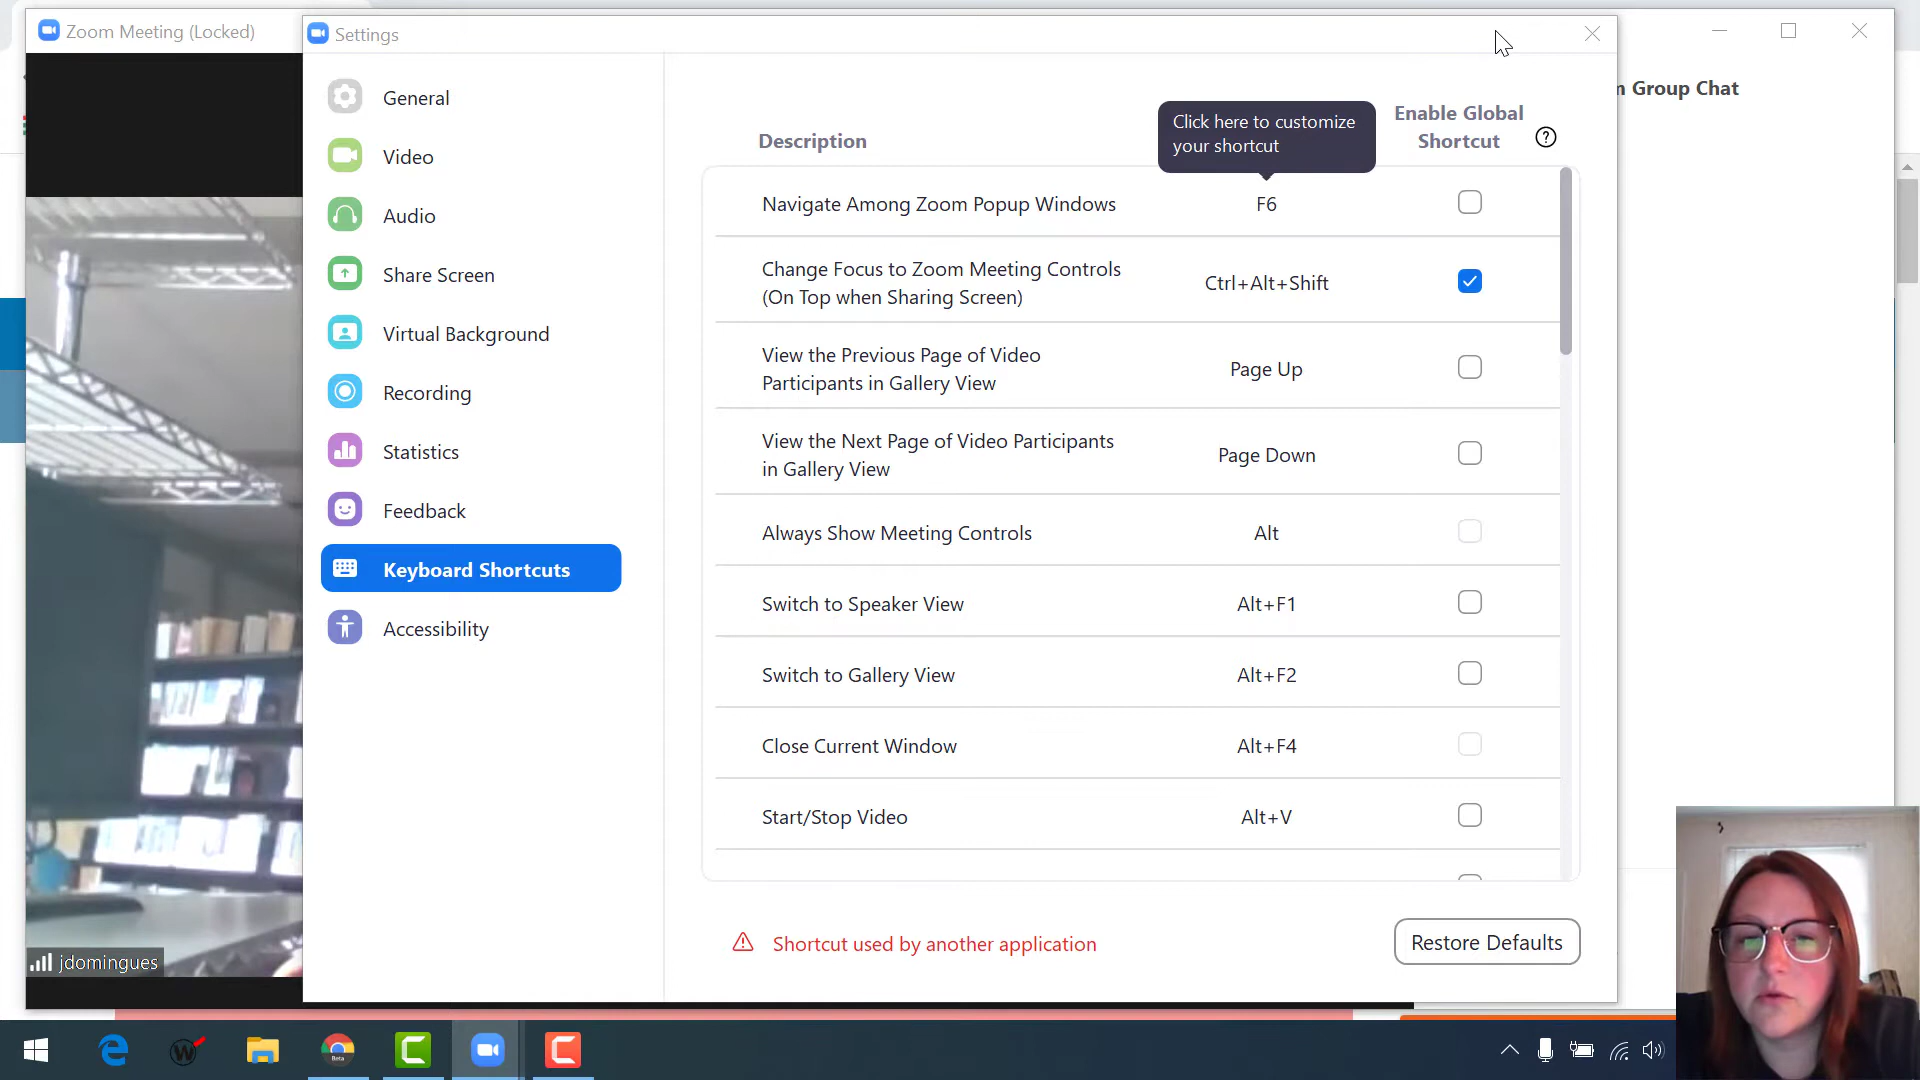 Zoom Meeting (Locked)
Settings
General
Video
Audio
Share Screen
Virtual Background
Recording
Statistics
Feedback
Keyboard Shortcuts
Accessibility
Description
Click here to customize
your shortcut
Enable Global
Shortcut
Navigate Among Zoom Popup Windows
F6
Change Focus to Zoom Meeting Controls
(On Top when Sharing Screen)
Ctrl+Alt+Shift
View the Previous Page of Video
Participants in Gallery View
Page Up
View the Next Page of Video Participants
in Gallery View
Page Down
Always Show Meeting Controls
Alt
Switch to Speaker View
Alt+F1
Switch to Gallery View
Alt+F2
Close Current Window
Alt+F4
Start/Stop Video
Alt+V
Shortcut used by another application
Restore Defaults
Group Chat
jdomingues
Beta